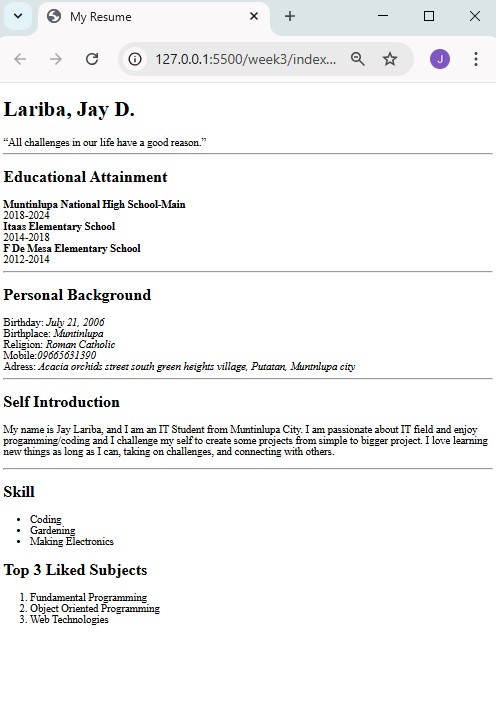 My Resume
127.0.0.1:5500/week3/index...
J
Lariba, Jay D.
“All challenges in our life have a good reason.”
Educational Attainment
Muntinlupa National High School-Main
2018-2024
Itaas Elementary School
2014-2018
F De Mesa Elementary School
2012-2014
Personal Background
Birthday: July 21, 2006
Birthplace: Muntinlupa
Religion: Roman Catholic
Mobile:09665631390
Adress: Acacia orchids street south green heights village, Putatan, Muntnlupa city
Self Introduction
My name is Jay Lariba, and I am an IT Student from Muntinlupa City. I am passionate about IT field and enjoy
progamming/coding and I challenge my self to create some projects from simple to bigger project. I love learning
new things as long as I can, taking on challenges, and connecting with others.
Skill
• Coding
• Gardening
• Making Electronics
Top 3 Liked Subjects
1. Fundamental Programming
2. Object Oriented Programming
3. Web Technologies